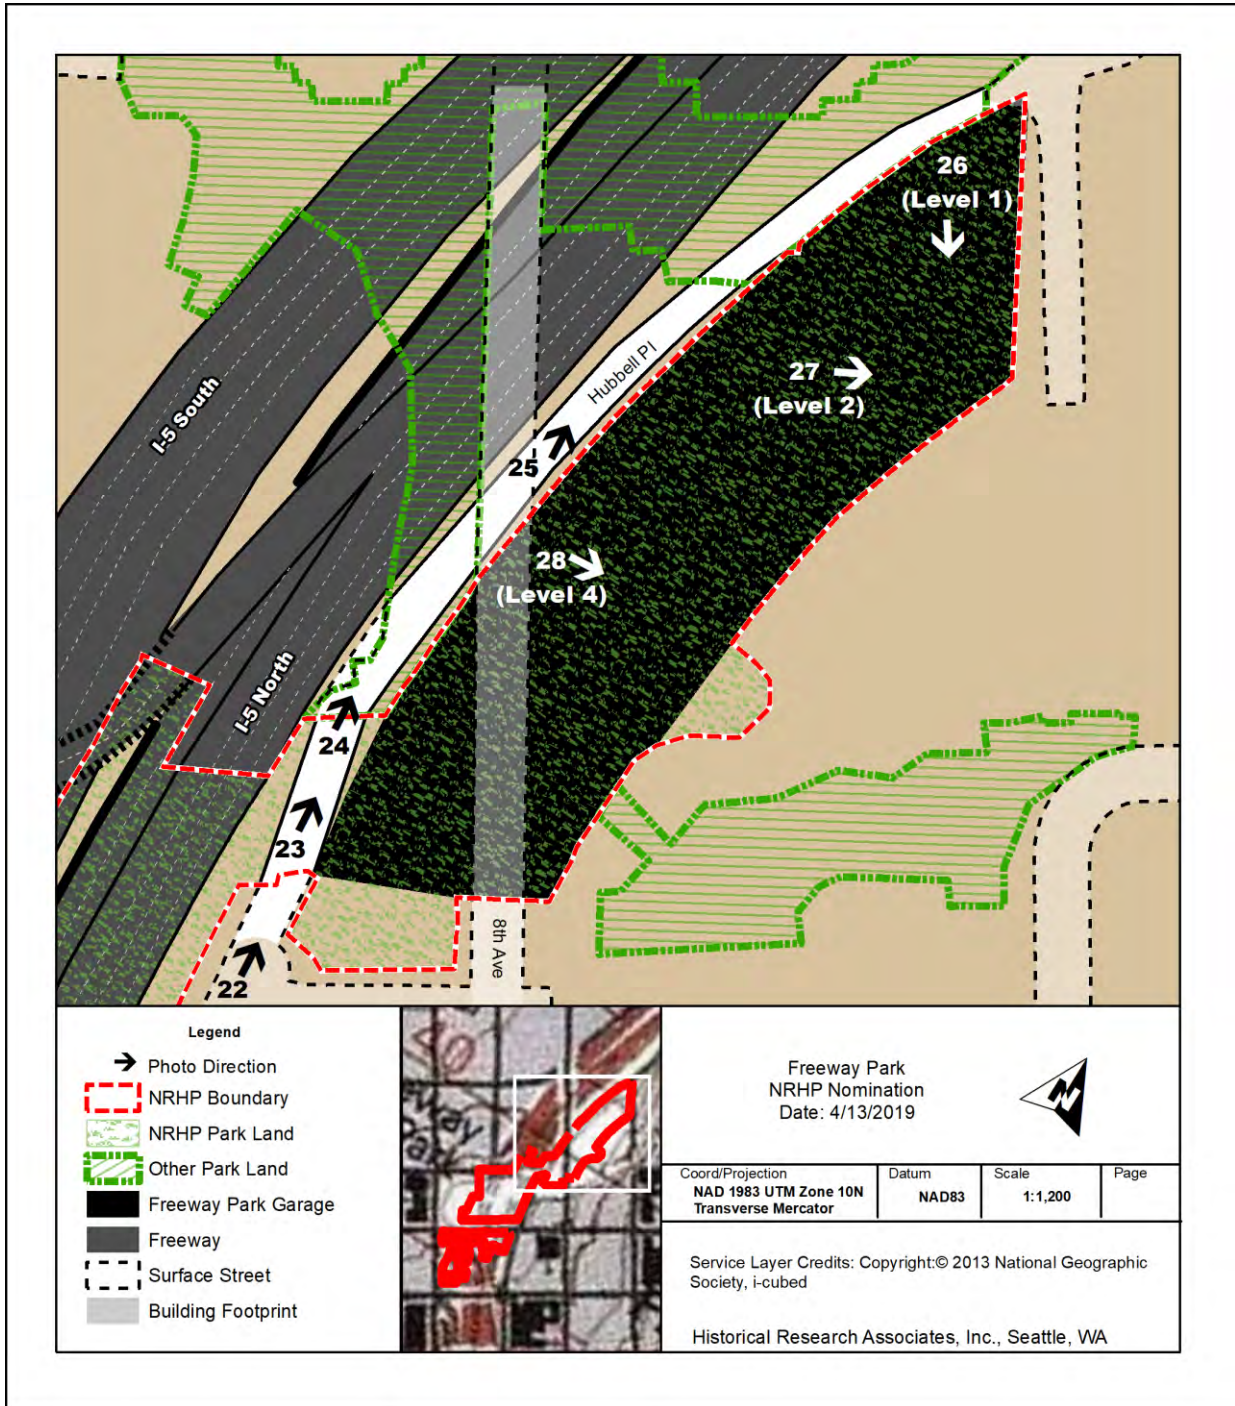 26
(Level 1)
27
(Level 2)
Hubbell Pl
I-5 South
25
28
(Level 4)
I-5 North
24
23
8th Ave
22
Legend
Photo Direction
NRHP Boundary
NRHP Park Land
Other Park Land
Freeway Park Garage
Freeway
Surface Street
Building Footprint
Freeway Park
NRHP Nomination
Date: 4/13/2019
N
Coord/Projection
NAD 1983 UTM Zone 10N
Transverse Mercator
Datum
NAD83
Scale
1:1,200
Page
Service Layer Credits: Copyright:© 2013 National Geographic
Society, i-cubed
Historical Research Associates, Inc., Seattle, WA